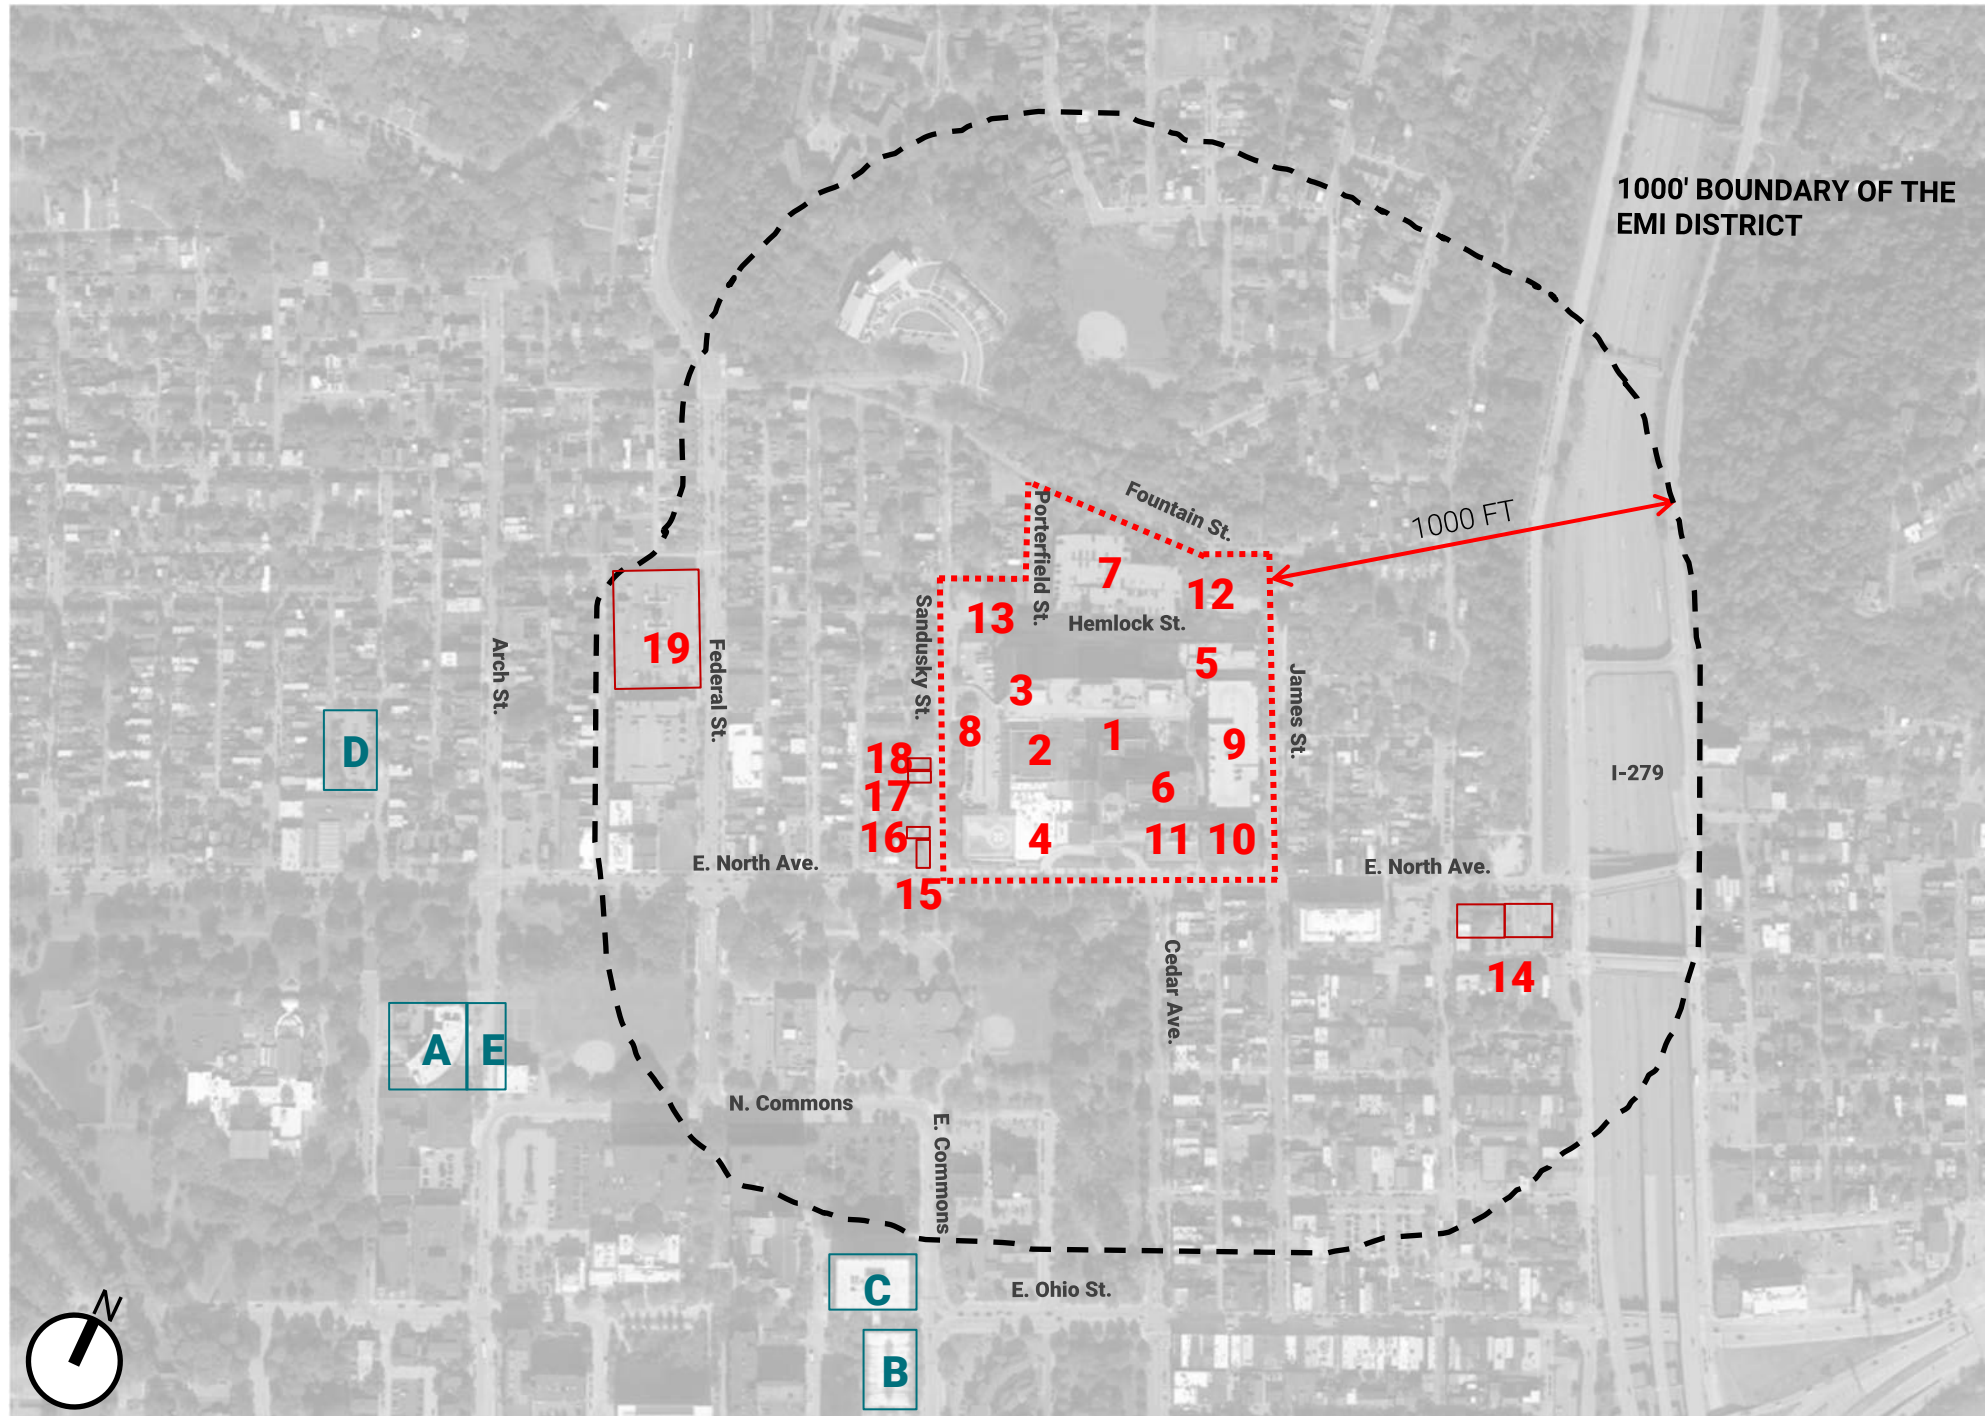 1000' BOUNDARY OF THE
EMI DISTRICT
Fountain St.
Porterfield St.
1000 FT
7
12
13
Hemlock St.
Sandusky St.
19
Federal St.
Arch St.
5
James St.
3
8
1
2
9
D
18
17
6
I-279
16
4
11
10
E. North Ave.
E. North Ave.
15
14
Cedar Ave.
A
E
N. Commons
E. Commons
C
E. Ohio St.
B
N